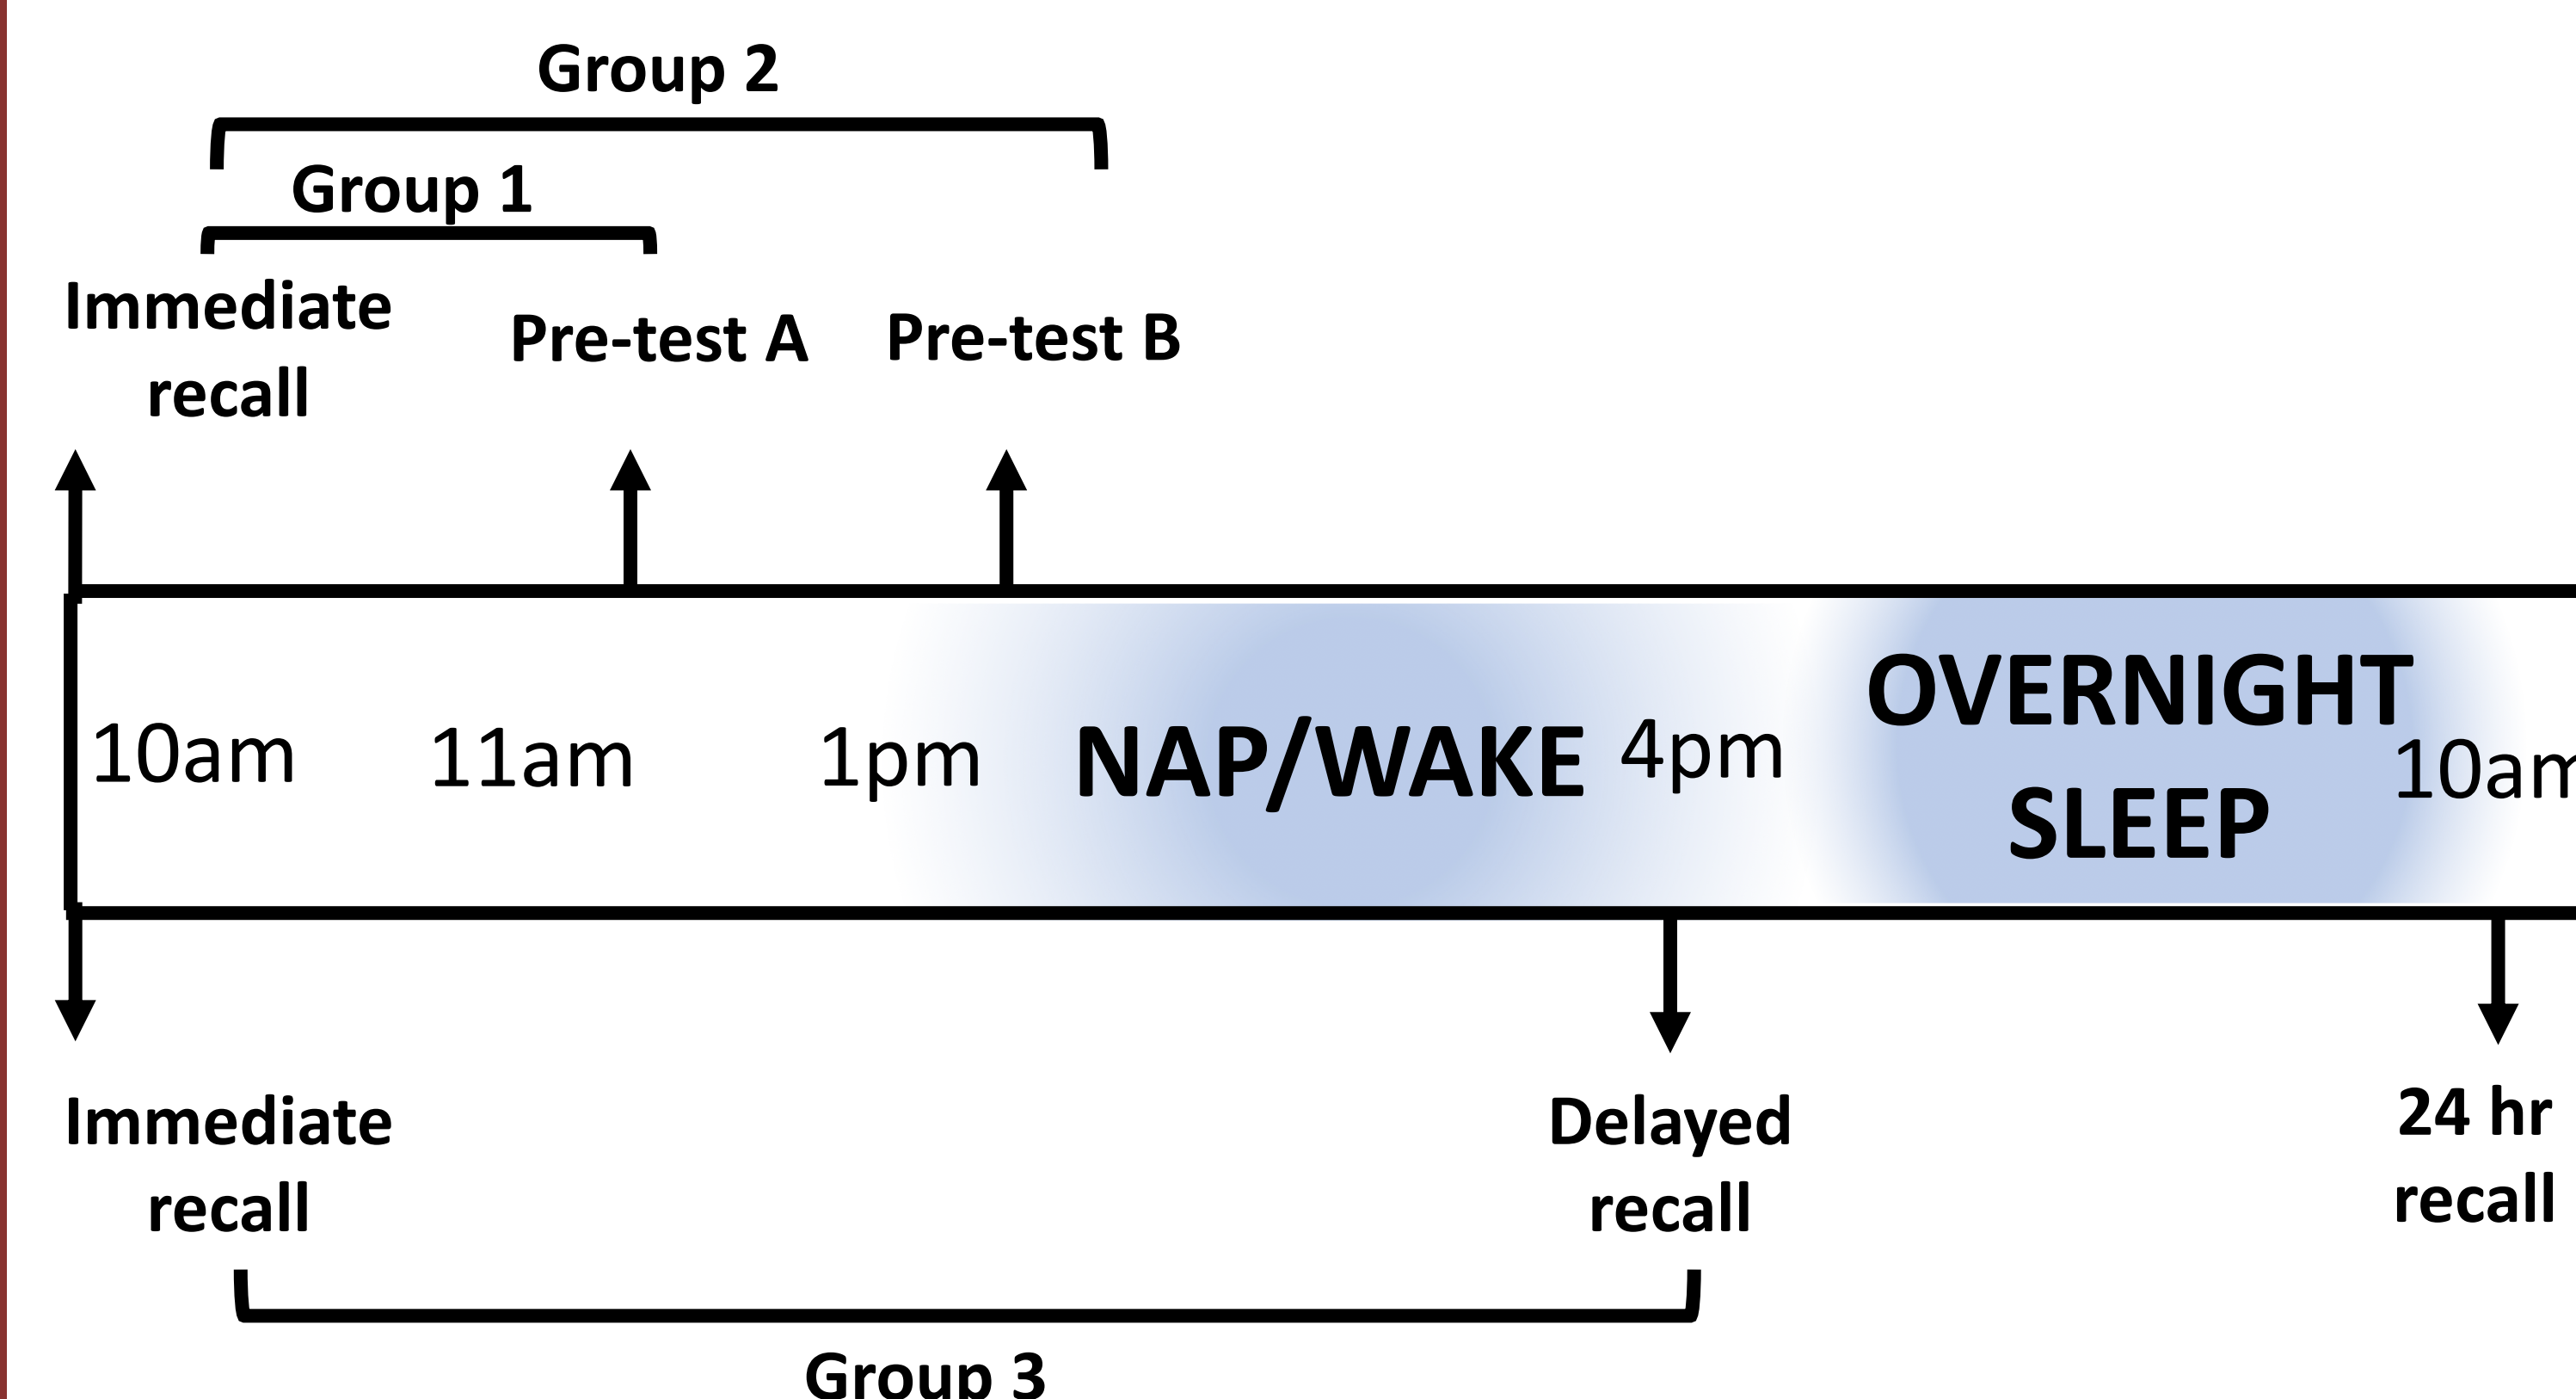 Group 2
Group 1
Immediate
recall
Pre-test A
Pre-test B
10am
11am
1pm
NAP/WAKE
4pm
OVERNIGHT
SLEEP
10am
Immediate
recall
Delayed
recall
24 hr
recall
Group 3